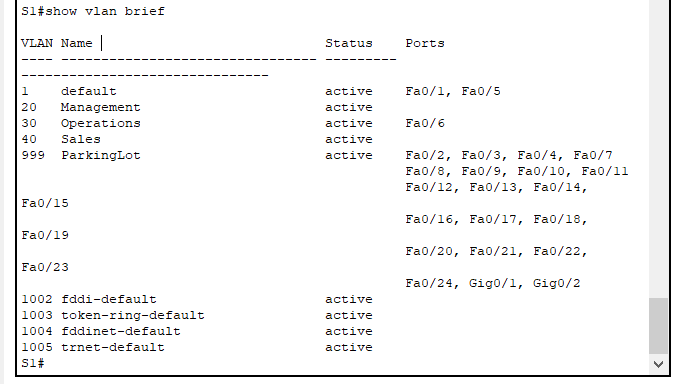 S1#show vlan brief
VLAN Name Status Ports
---- -------------------------------- ---------
-------------------------------
1 default active Fa0/1, Fa0/5
20 Management active
30 Operations active Fa0/6
40 Sales active
999 ParkingLot active Fa0/2, Fa0/3, Fa0/4, Fa0/7
Fa0/8, Fa0/9, Fa0/10, Fa0/11
Fa0/12, Fa0/13, Fa0/14,
Fa0/15
Fa0/16, Fa0/17, Fa0/18,
Fa0/19
Fa0/20, Fa0/21, Fa0/22,
Fa0/23
Fa0/24, Gig0/1, Gig0/2
1002 fddi-default active
1003 token-ring-default active
1004 fddinet-default active
1005 trnet-default active
S1#